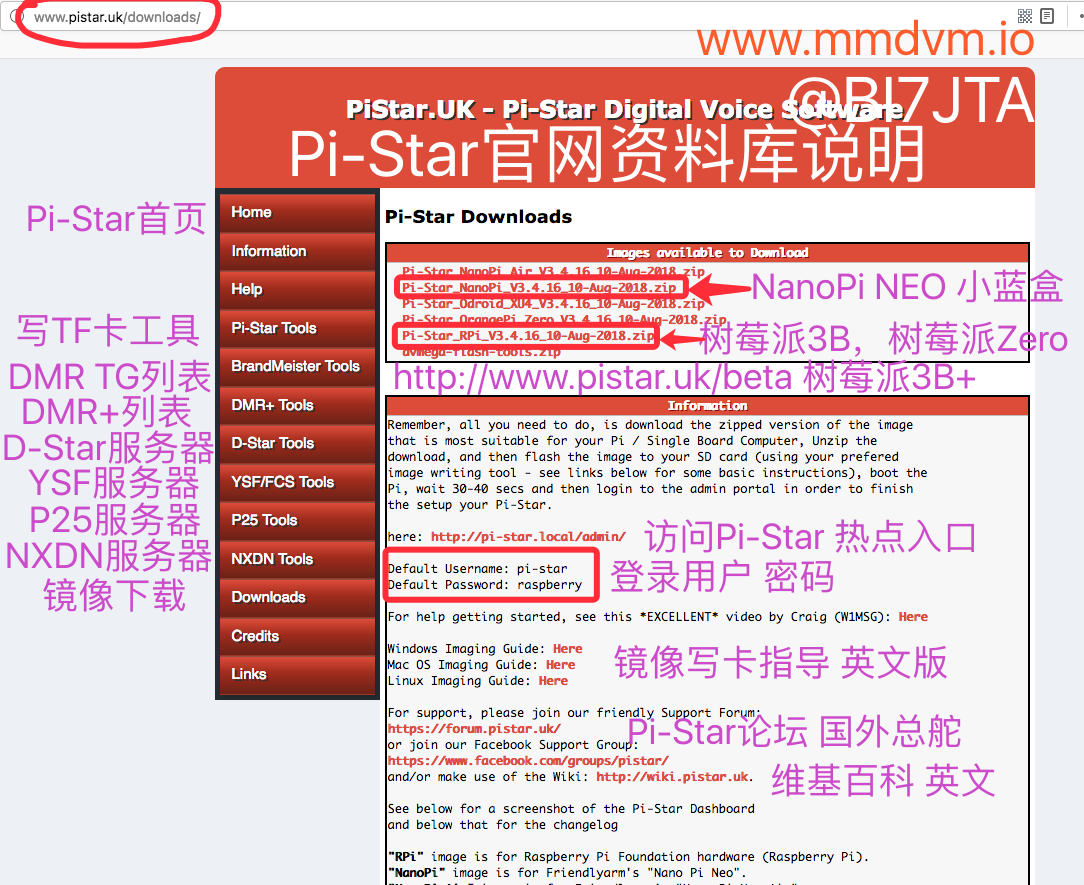 www.pistar.uk/downloads/
www.mmdvm.io
@BI7JTA
PiStar.UK - Pi-Star Digital Voice Software
Pi-Star官网资料库说明
Pi-Star首页
写TF卡工具
DMR TG列表
DMR+列表
D-Star服务器
YSF服务器
P25服务器
NXDN服务器
镜像下载
Home
Information
Help
Pi-Star Tools
BrandMeister Tools
DMR+ Tools
D-Star Tools
YSF/FCS Tools
P25 Tools
NXDN Tools
Downloads
Credits
Links
Pi-Star Downloads
Images available to Download
Pi-Star_NanoPi_Air_V3.4.16_10-Aug-2018.zip
Pi-Star_NanoPi_V3.4.16_10-Aug-2018.zip
NanoPi NEO 小蓝盒
Pi-Star_Odroid_XU4_V3.4.16_10-Aug-2018.zip
Pi-Star_OrangePi_Zero_V3.4.16_10-Aug-2018.zip
Pi-Star_RPi_V3.4.16_10-Aug-2018.zip
树莓派3B，树莓派Zero
dvmega-flash-tools.zip
http://www.pistar.uk/beta 树莓派3B+
Information
Remember, all you need to do, is download the zipped version of the image
that is most suitable for your Pi / Single Board Computer, Unzip the
download, and then flash the image to your SD card (using your prefered
image writing tool - see links below for some basic instructions), boot the
Pi, wait 30-40 secs and then login to the admin portal in order to finish
the setup your Pi-Star.
here: http://pi-star.local/admin/
访问Pi-Star 热点入口
Default Username: pi-star
Default Password: raspberry
登录用户 密码
For help getting started, see this *EXCELLENT* video by Craig (W1MSG): Here
Windows Imaging Guide: Here
Mac OS Imaging Guide: Here
Linux Imaging Guide: Here
镜像写卡指导 英文版
For support, please join our friendly Support Forum:
https://forum.pistar.uk/
Pi-Star论坛 国外总舵
or join our Facebook Support Group:
https://www.facebook.com/groups/pistar/
and/or make use of the Wiki: http://wiki.pistar.uk.
维基百科 英文
See below for a screenshot of the Pi-Star Dashboard
and below that for the changelog
"RPi" image is for Raspberry Pi Foundation hardware (Raspberry Pi).
"NanoPi" image is for Friendlyarm's "Nano Pi Neo".